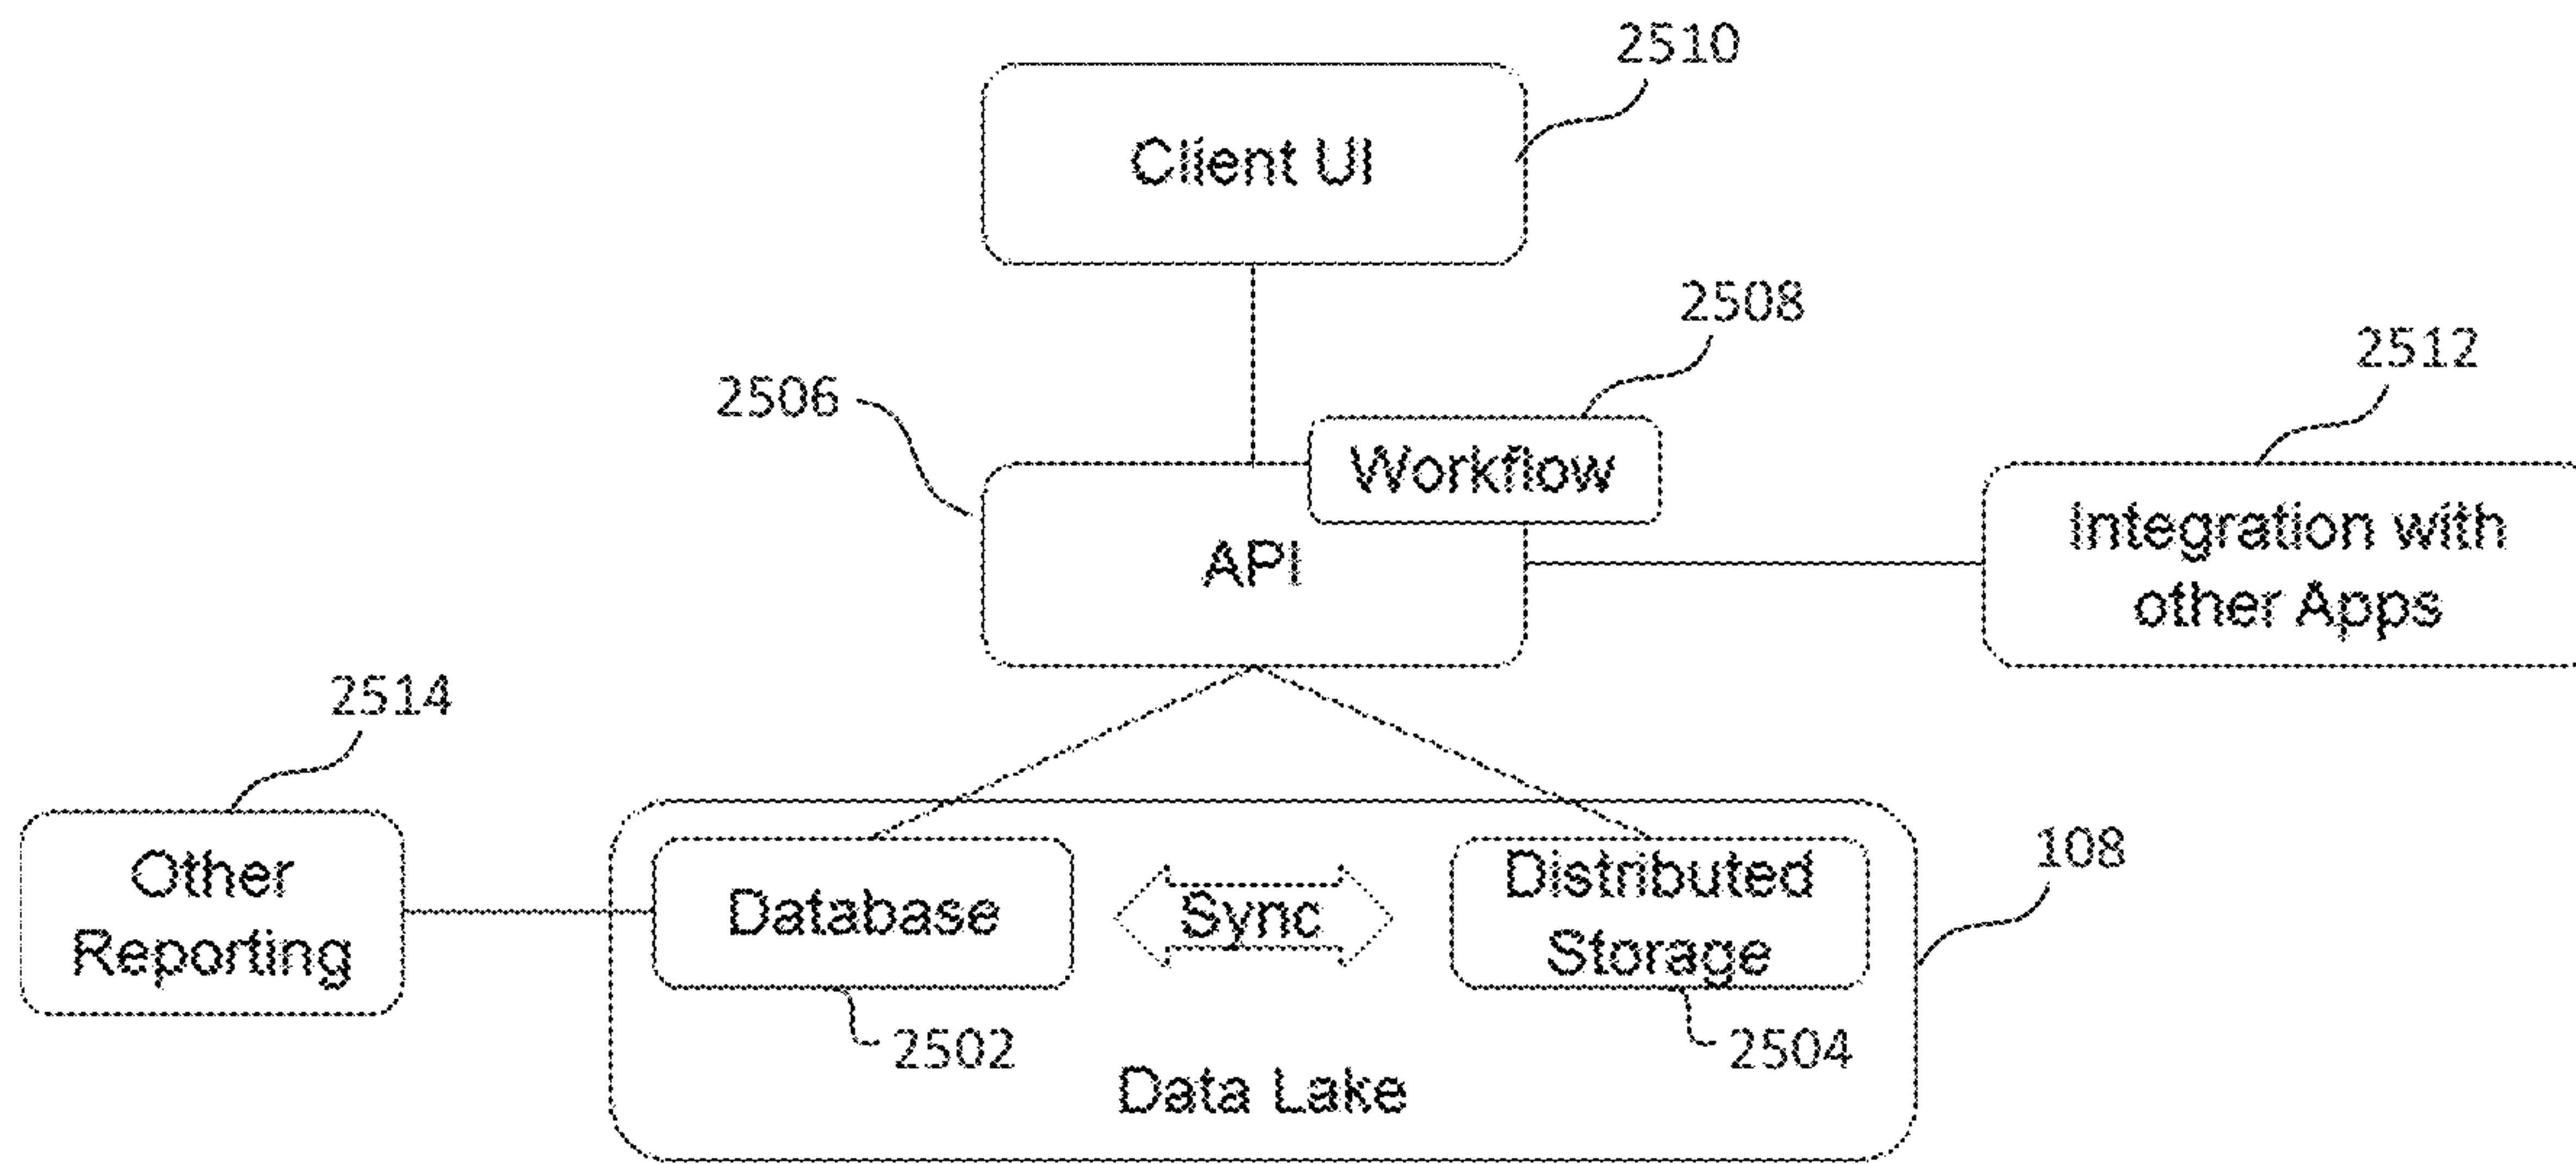 2510
Client UI
2508
2512
2506
Workflow
Integration with
other Apps
API
2514
108
Other
Reporting
Database
Sync
Distributed
Storage
2502
2504
Data Lake